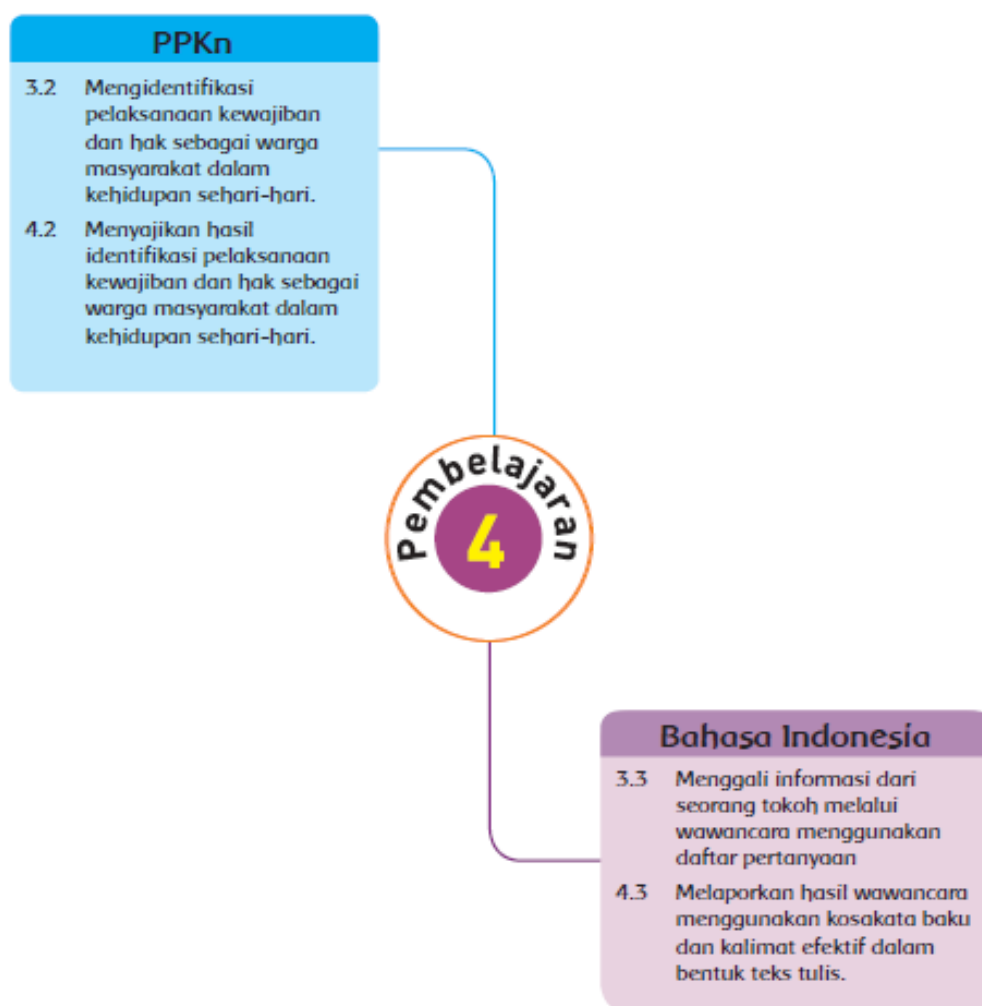 PPKn
3.2 Mengidentifikasi
pelaksanaan kewajiban
dan hak sebagai warga
masyarakat dalam
kehidupan sehari-hari.
4.2 Menyajikan hasil
identifikasi pelaksanaan
kewajiban dan hak sebagai
warga masyarakat dalam
kehidupan sehari-hari.
Pembelajaran
4
Bahasa Indonesia
3.3 Menggali informasi dari
seorang tokoh melalui
wawancara menggunakan
daftar pertanyaan
4.3 Melaporkan hasil wawancara
menggunakan kosakata baku
dan kalimat efektif dalam
bentuk teks tulis.